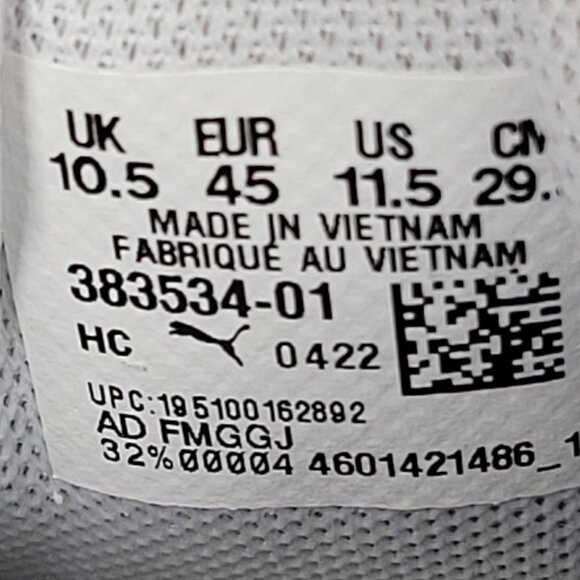 UK EUR US CM
10.5 45 11.5 29.
MADE IN VIETNAM
FABRIQUE AU VIETNAM
383534-01
HC 0422
UPC:195100162892
AD FMGGJ
32%00004 4601421486_1